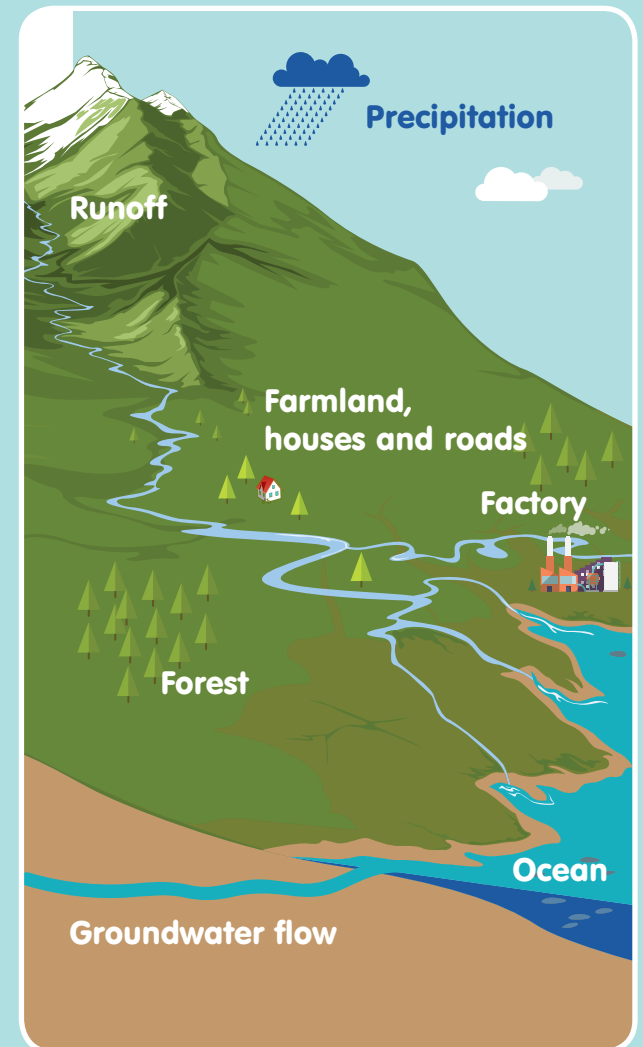 Precipitation
Runoff
Farmland,
houses and roads
Factory
Forest
Ocean
Groundwater flow